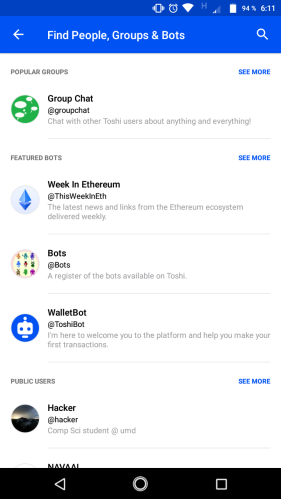 H 94 % 6:11
Find People, Groups & Bots
POPULAR GROUPS SEE MORE
Group Chat
@groupchat
Chat with other Toshi users about anything and everything!
FEATURED BOTS SEE MORE
Week In Ethereum
@ThisWeekInEth
The latest news and links from the Ethereum ecosystem
delivered weekly.
Bots
@Bots
A register of the bots available on Toshi.
WalletBot
@ToshiBot
I'm here to welcome you to the platform and help you make your
first transactions.
PUBLIC USERS SEE MORE
Hacker
@hacker
Comp Sci student @ umd